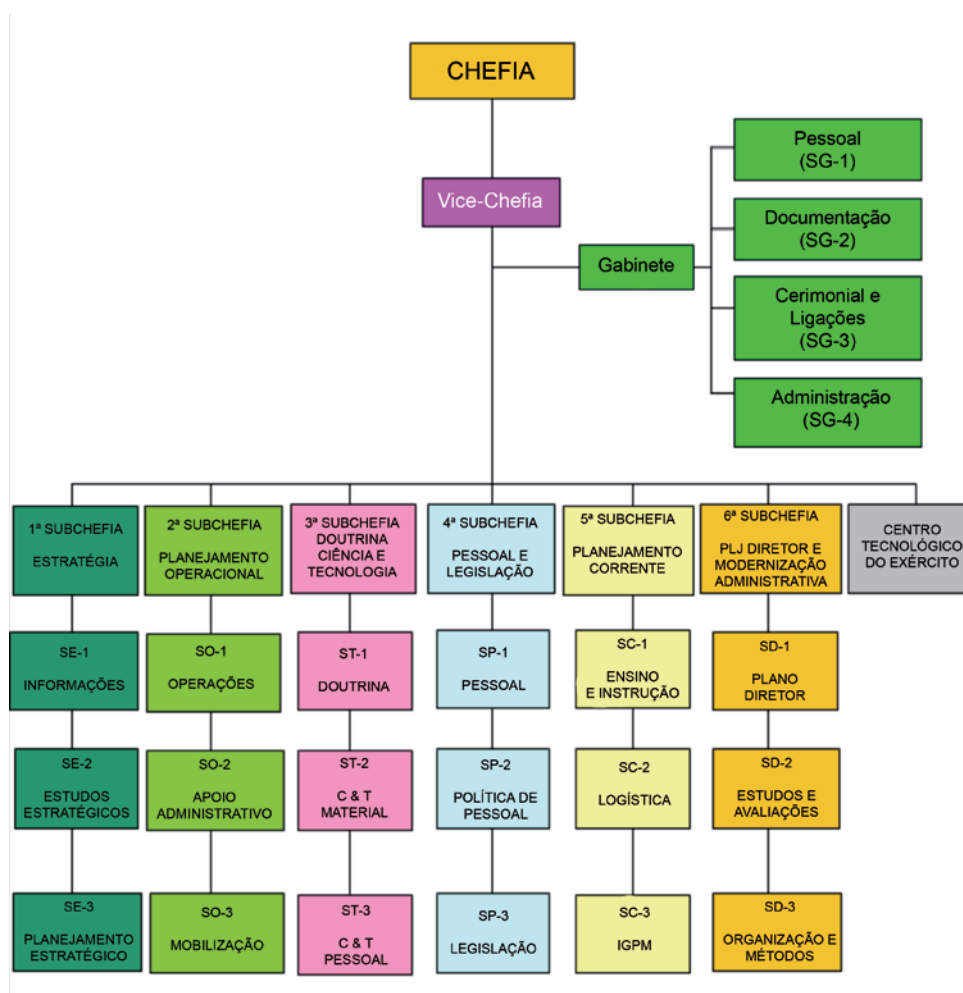 CHEFIA
Vice-Chefia
Gabinete
Pessoal
(SG-1)
Documentação
(SG-2)
Cerimonial e
Ligações
(SG-3)
Administração
(SG-4)
1ª SUBCHEFIA
ESTRATÉGIA
2ª SUBCHEFIA
PLANEJAMENTO
OPERACIONAL
3ª SUBCHEFIA
DOUTRINA
CIÊNCIA E
TECNOLOGIA
4ª SUBCHEFIA
PESSOAL E
LEGISLAÇÃO
5ª SUBCHEFIA
PLANEJAMENTO
CORRENTE
6ª SUBCHEFIA
PLJ DIRETOR E
MODERNIZAÇÃO
ADMINISTRATIVA
CENTRO
TECNOLÓGICO
DO EXÉRCITO
SE-1
INFORMAÇÕES
SO-1
OPERAÇÕES
ST-1
DOUTRINA
SP-1
PESSOAL
SC-1
ENSINO
E INSTRUÇÃO
SD-1
PLANO
DIRETOR
SE-2
ESTUDOS
ESTRATÉGICOS
SO-2
APOIO
ADMINISTRATIVO
ST-2
C & T
MATERIAL
SP-2
POLÍTICA DE
PESSOAL
SC-2
LOGÍSTICA
SD-2
ESTUDOS E
AVALIAÇÕES
SE-3
PLANEJAMENTO
ESTRATÉGICO
SO-3
MOBILIZAÇÃO
ST-3
C & T
PESSOAL
SP-3
LEGISLAÇÃO
SC-3
IGPM
SD-3
ORGANIZAÇÃO E
MÉTODOS